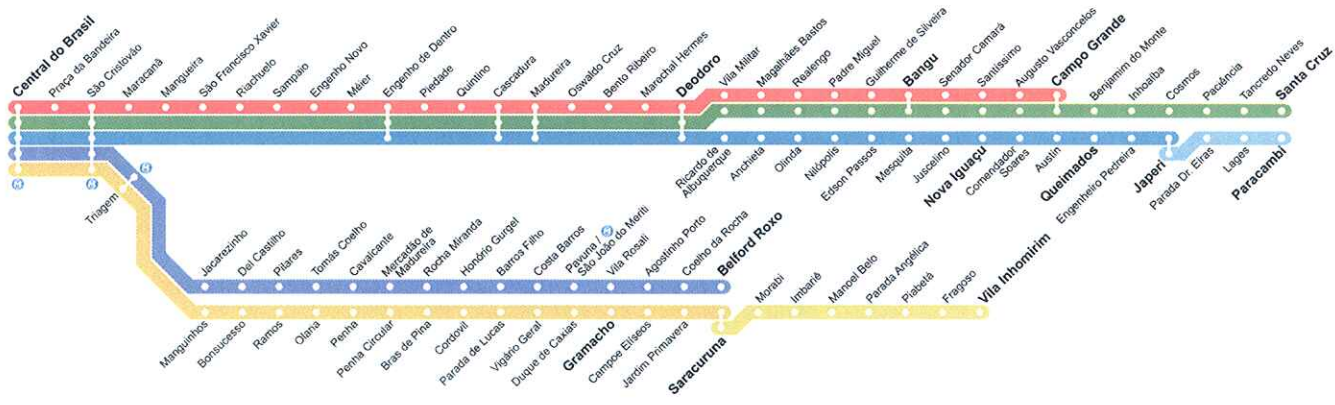 Central do Brasil
Praça da Bandeira
São Cristovão
Maracanã
Mangueira
São Francisco Xavier
Riachuelo
Sampaio
Engenho Novo
Méier
Engenho de Dentro
Piedade
Quintino
Cascadura
Madureira
Oswaldo Cruz
Bento Ribeiro
Marechal Hermes
Deodoro
Vila Militar
Magalhães Bastos
Realengo
Padre Miguel
Guilherme de Silveira
Bangu
Senador Camará
Santíssimo
Augusto Vasconcelos
Campo Grande
Benjamim do Monte
Inhoaíba
Cosmos
Paciência
Tancredo Neves
Santa Cruz
Ricardo de
Albuquerque
Anchieta
Olinda
Nilópolis
Edson Passos
Mesquita
Juscelino
Nova Iguaçu
Comendador
Soares
Austin
Queimados
Engenheiro Pedreira
Japeri
Parada Dr. Eiras
Lages
Paracambi
M
M
M
Triagem
Jacarezinho
Del Castilho
Pilares
Tomás Coelho
Cavalcante
Mercadão de
Madureira
Rocha Miranda
Honório Gurgel
Barros Filho
Costa Barros
Pavuna / M
São João do Meriti
Vila Rosali
Agostinho Porto
Coelho da Rocha
Belford Roxo
Manguinhos
Bonsucesso
Ramos
Olaria
Penha
Penha Circular
Bras de Pina
Cordovil
Parada de Lucas
Vigário Geral
Duque de Caxias
Gramacho
Campoe Elíseos
Jardim Primavera
Saracuruna
Morabi
Imbariê
Manoel Belo
Parada Angélica
Piabetà
Fragoso
Vila Inhomirim